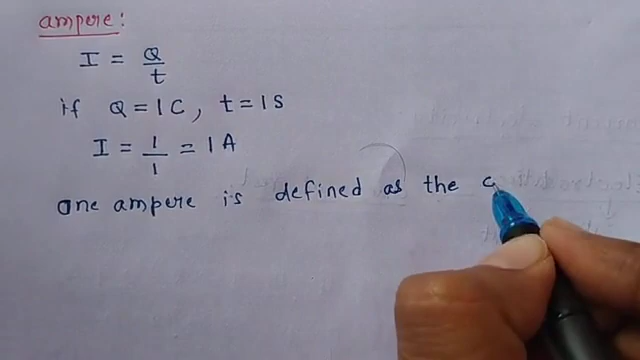 ampere:
I = Q/t
if Q = 1C, t = 1S
I = 1/1 = 1A
one ampere is defined as the